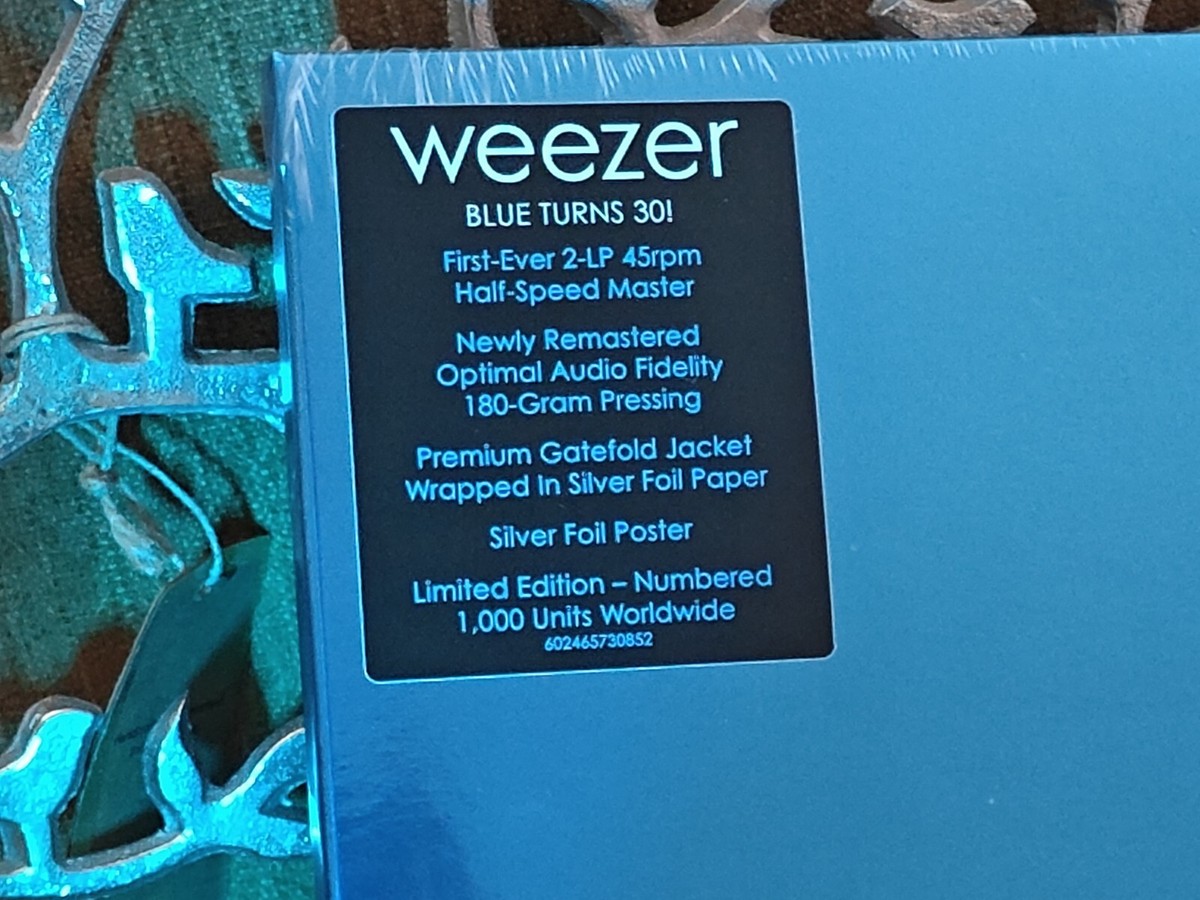 weezer
BLUE TURNS 30!
First-Ever 2-LP 45rpm
Half-Speed Master
Newly Remastered
Optimal Audio Fidelity
180-Gram Pressing
Premium Gatefold Jacket
Wrapped In Silver Foil Paper
Silver Foil Poster
Limited Edition – Numbered
1,000 Units Worldwide
602465730852